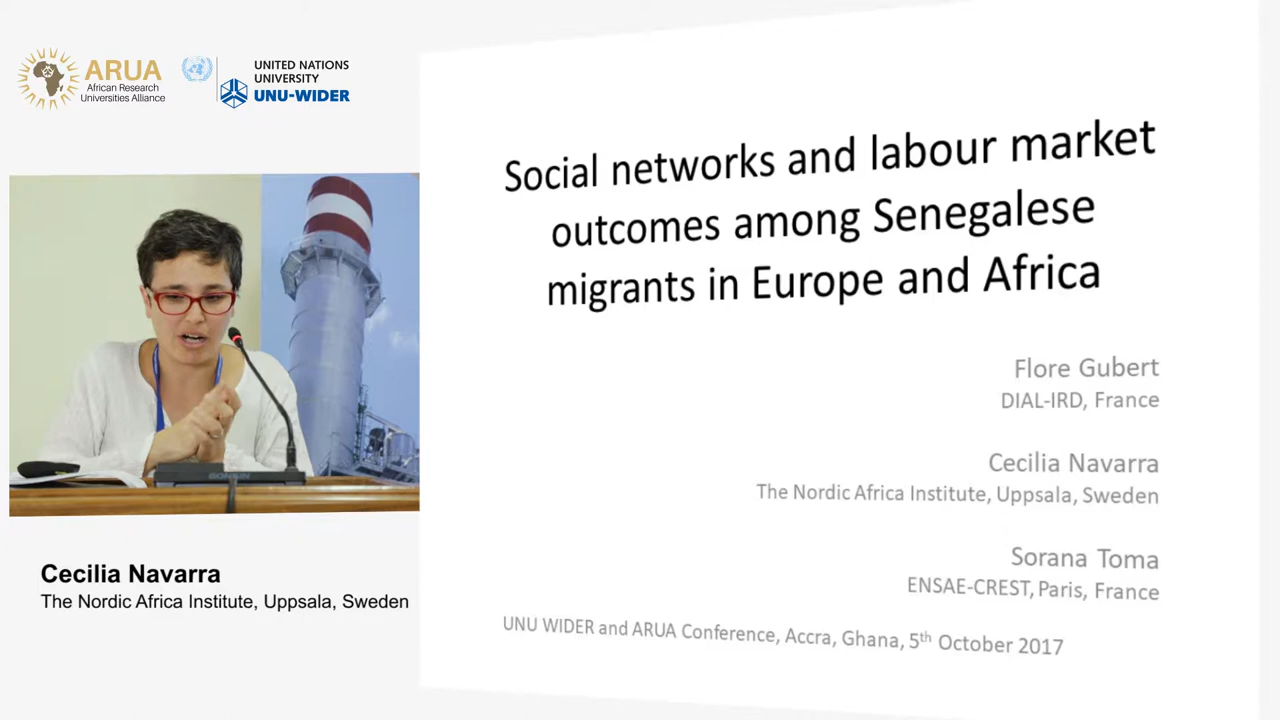 ARUA
African Research
Universities Alliance
UNITED NATIONS
UNIVERSITY
UNU-WIDER
Social networks and labour market
outcomes among Senegalese
migrants in Europe and Africa
Flore Gubert
DIAL-IRD, France
Cecilia Navarra
The Nordic Africa Institute, Uppsala, Sweden
Sorana Toma
ENSAE-CREST, Paris, France
UNU WIDER and ARUA Conference, Accra, Ghana, 5th October 2017
GONSIN
Cecilia Navarra
The Nordic Africa Institute, Uppsala, Sweden